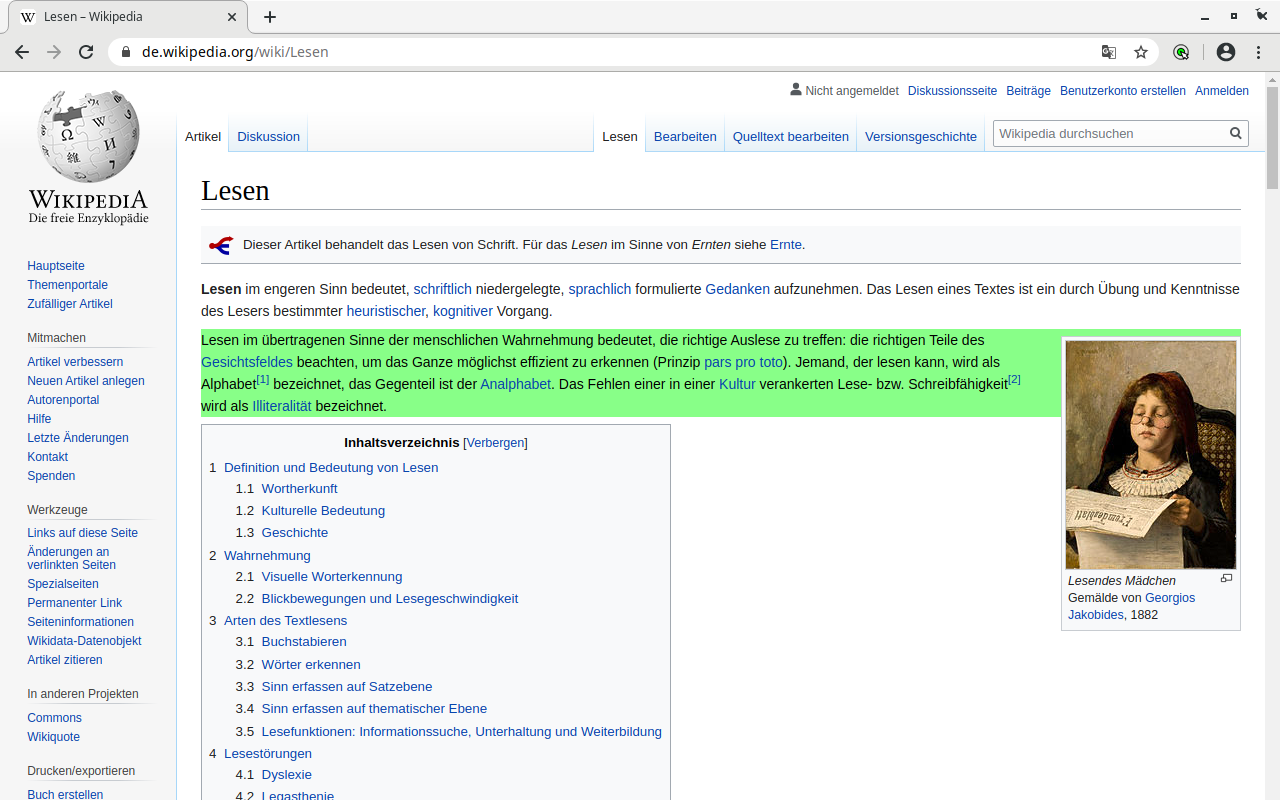 Lesen – Wikipedia
de.wikipedia.org/wiki/Lesen
Nicht angemeldet Diskussionsseite Beiträge Benutzerkonto erstellen Anmelden
Artikel Diskussion Lesen Bearbeiten Quelltext bearbeiten Versionsgeschichte Wikipedia durchsuchen
WIKIPEDIA
Die freie Enzyklopädie
Hauptseite
Themenportale
Zufälliger Artikel
Mitmachen
Artikel verbessern
Neuen Artikel anlegen
Autorenportal
Hilfe
Letzte Änderungen
Kontakt
Spenden
Werkzeuge
Links auf diese Seite
Änderungen an
verlinkten Seiten
Spezialseiten
Permanenter Link
Seiteninformationen
Wikidata-Datenobjekt
Artikel zitieren
In anderen Projekten
Commons
Wikiquote
Drucken/exportieren
Buch erstellen
Lesen
Dieser Artikel behandelt das Lesen von Schrift. Für das Lesen im Sinne von Ernten siehe Ernte.
Lesen im engeren Sinn bedeutet, schriftlich niedergelegte, sprachlich formulierte Gedanken aufzunehmen. Das Lesen eines Textes ist ein durch Übung und Kenntnisse
des Lesers bestimmter heuristischer, kognitiver Vorgang.
Lesen im übertragenen Sinne der menschlichen Wahrnehmung bedeutet, die richtige Auslese zu treffen: die richtigen Teile des
Gesichtsfeldes beachten, um das Ganze möglichst effizient zu erkennen (Prinzip pars pro toto). Jemand, der lesen kann, wird als
Alphabet[1] bezeichnet, das Gegenteil ist der Analphabet. Das Fehlen einer in einer Kultur verankerten Lese- bzw. Schreibfähigkeit[2]
wird als Illiteralität bezeichnet.
Fremdenblatt
Lesendes Mädchen
Gemälde von Georgios
Jakobides, 1882
Inhaltsverzeichnis [Verbergen]
1 Definition und Bedeutung von Lesen
1.1 Wortherkunft
1.2 Kulturelle Bedeutung
1.3 Geschichte
2 Wahrnehmung
2.1 Visuelle Worterkennung
2.2 Blickbewegungen und Lesegeschwindigkeit
3 Arten des Textlesens
3.1 Buchstabieren
3.2 Wörter erkennen
3.3 Sinn erfassen auf Satzebene
3.4 Sinn erfassen auf thematischer Ebene
3.5 Lesefunktionen: Informationssuche, Unterhaltung und Weiterbildung
4 Lesestörungen
4.1 Dyslexie
4.2 Legasthenie